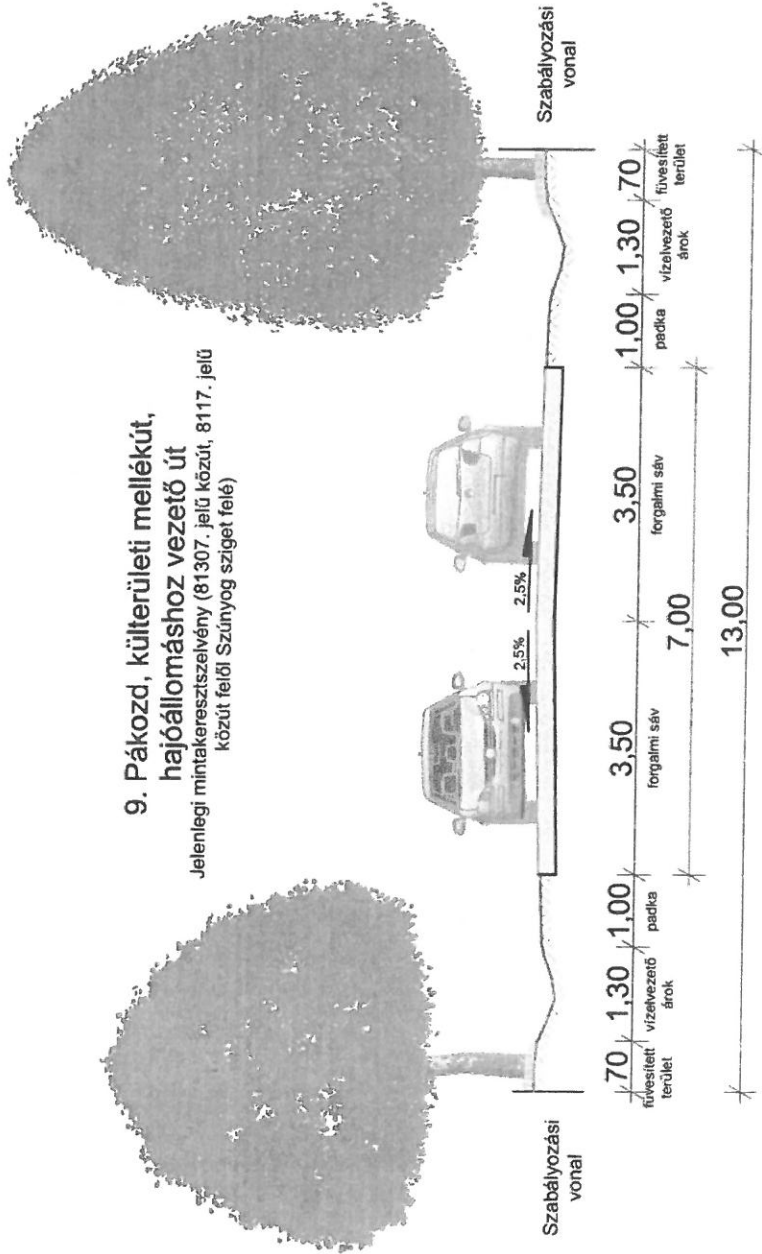 9. Pákozd, külterületi mellékút,
hajóállomáshoz vezető út
Jelenlegi mintakeresztszelvény (81307. jelű közút, 8117. jelű
közút felől Szúnyog sziget felé)
2,5% 2,5%
Szabályozási
vonal
Szabályozási
vonal
70 1,30 1,00 3,50 3,50 1,00 1,30 70
füvesített
terület
vízelvezető
árok
padka
forgalmi sáv
forgalmi sáv
padka
vízelvezető
árok
füvesített
terület
7,00
13,00